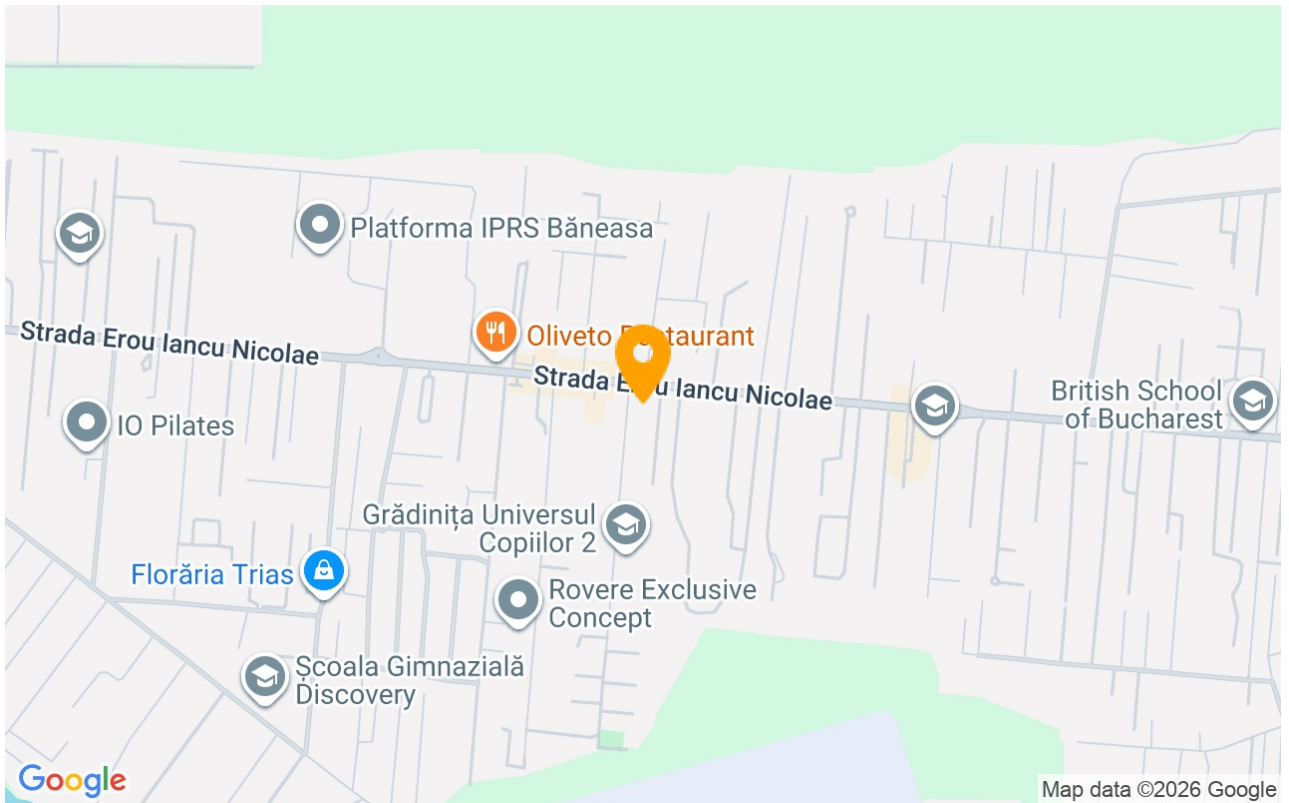 Platforma IPRS Băneasa
Strada Erou Iancu Nicolae
Oliveto
Strada E u Iancu Nicolae
British School
of Bucharest
IO Pilates
Grădinița Universul
Copiilor 2
Florăria Trias
Rovere Exclusive
Concept
Școala Gimnazială
Discovery
Google
Map data ©2026 Google